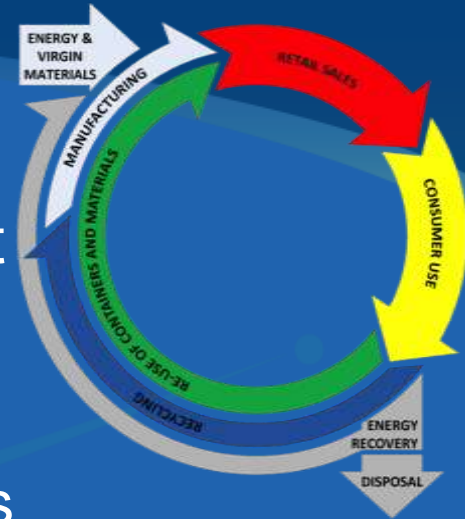 ENERGY &
VIRGIN
MATERIALS
MANUFACTURING
RETAIL SALES
t
CONSUMER USE
RE-USE OF CONTAINERS AND MATERIALS
RECYCLING
ENERGY
RECOVERY
DISPOSAL
s